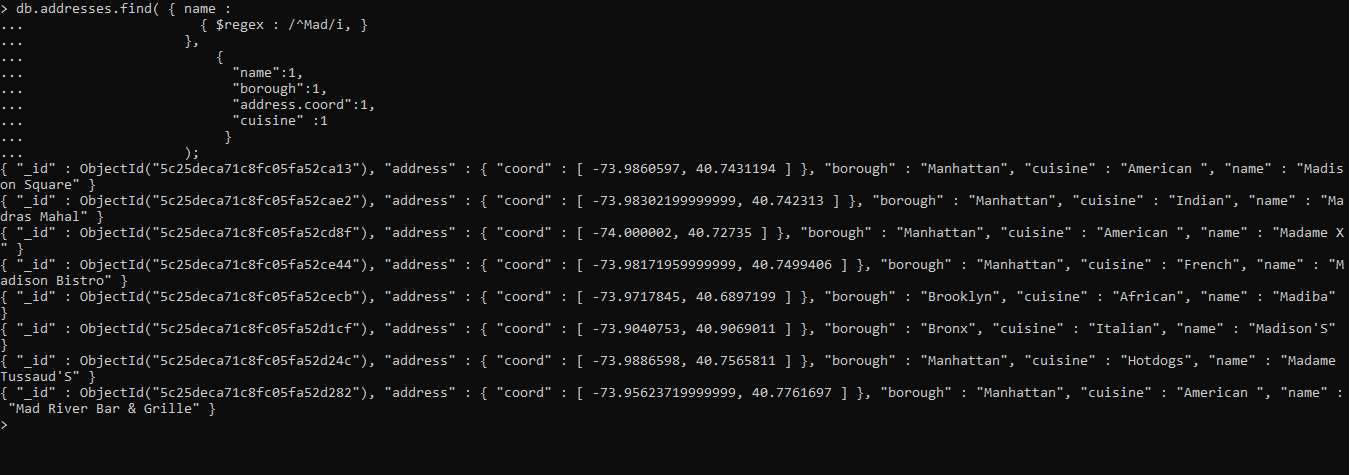 > db.addresses.find( { name :
...                      { $regex : /^Mad/i, }
...                    },
...                        {
...                          "name":1,
...                          "borough":1,
...                          "address.coord":1,
...                          "cuisine" :1
...                         }
...                    );
{ "_id" : ObjectId("5c25deca71c8fc05fa52ca13"), "address" : { "coord" : [ -73.9860597, 40.7431194 ] }, "borough" : "Manhattan", "cuisine" : "American ", "name" : "Madis
on Square" }
{ "_id" : ObjectId("5c25deca71c8fc05fa52cae2"), "address" : { "coord" : [ -73.98302199999999, 40.742313 ] }, "borough" : "Manhattan", "cuisine" : "Indian", "name" : "Ma
dras Mahal" }
{ "_id" : ObjectId("5c25deca71c8fc05fa52cd8f"), "address" : { "coord" : [ -74.000002, 40.72735 ] }, "borough" : "Manhattan", "cuisine" : "American ", "name" : "Madame X
" }
{ "_id" : ObjectId("5c25deca71c8fc05fa52ce44"), "address" : { "coord" : [ -73.98171959999999, 40.7499406 ] }, "borough" : "Manhattan", "cuisine" : "French", "name" : "M
adison Bistro" }
{ "_id" : ObjectId("5c25deca71c8fc05fa52cecb"), "address" : { "coord" : [ -73.9717845, 40.6897199 ] }, "borough" : "Brooklyn", "cuisine" : "African", "name" : "Madiba"
}
{ "_id" : ObjectId("5c25deca71c8fc05fa52d1cf"), "address" : { "coord" : [ -73.9040753, 40.9069011 ] }, "borough" : "Bronx", "cuisine" : "Italian", "name" : "Madison'S"
}
{ "_id" : ObjectId("5c25deca71c8fc05fa52d24c"), "address" : { "coord" : [ -73.9886598, 40.7565811 ] }, "borough" : "Manhattan", "cuisine" : "Hotdogs", "name" : "Madame
Tussaud'S" }
{ "_id" : ObjectId("5c25deca71c8fc05fa52d282"), "address" : { "coord" : [ -73.95623719999999, 40.7761697 ] }, "borough" : "Manhattan", "cuisine" : "American ", "name" :
 "Mad River Bar & Grille" }
>